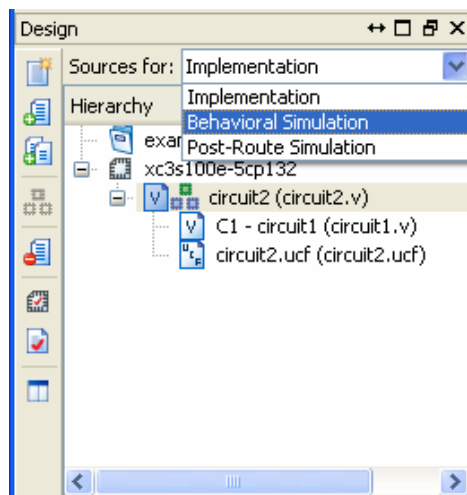 Design
Sources for: Implementation
Implementation
Hierarchy
Behavioral Simulation
Post-Route Simulation
xc3s100e-5cp132
V circuit2 (circuit2.v)
V C1 - circuit1 (circuit1.v)
UCF circuit2.ucf (circuit2.ucf)